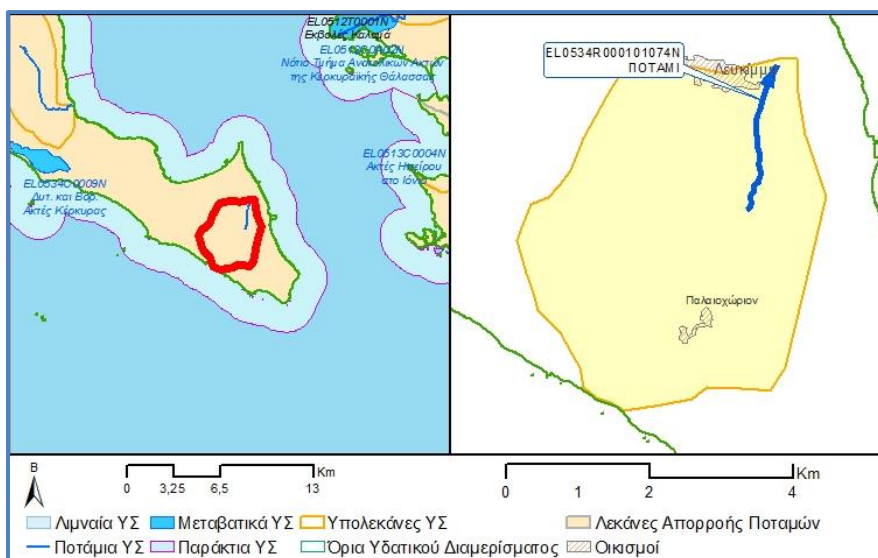 EL0512T0001N
Εκβολές Καλαμά
Νότιο Τμήμα Ανατολικών Ακτών
της Κερκυραϊκής Θάλασσας
EL0534C0009N
Δυτ. και Βορ.
Ακτές Κέρκυρας
EL0513C0004N
Ακτές Ηπείρου
στο Ιόνιο
EL0534R000101074N
ΠΟΤΑΜΙ
Παλαιοχώριον
Β
0 3,25 6,5 13 Km
0 1 2 4 Km
Λιμναία ΥΣ Μεταβατικά ΥΣ Υπολεκάνες ΥΣ Λεκάνες Απορροής Ποταμών
Ποτάμια ΥΣ Παράκτια ΥΣ Όρια Υδατικού Διαμερίσματος Οικισμοί